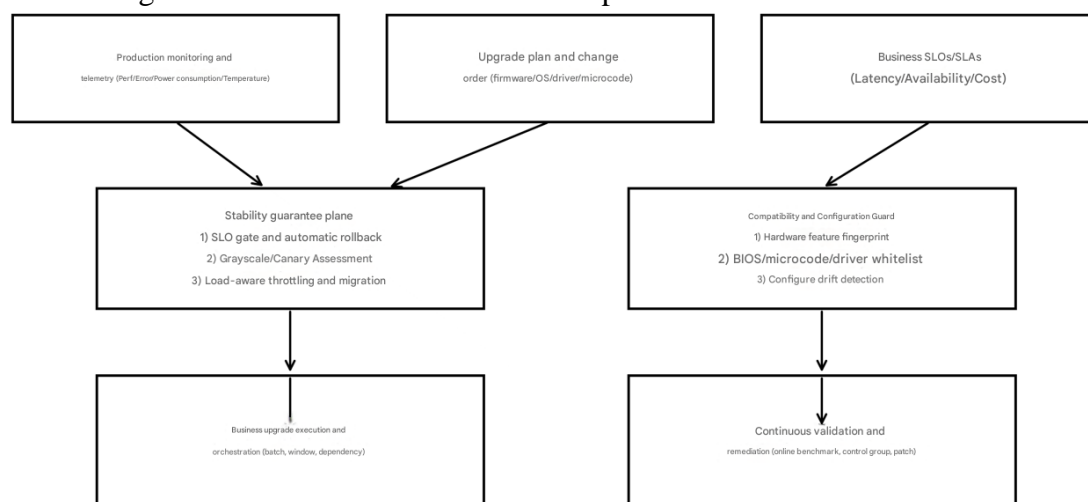 Production monitoring and
telemetry (Perf/Error/Power consumption/Temperature)
Upgrade plan and change
order (firmware/OS/driver/microcode)
Business SLOs/SLAs
(Latency/Availability/Cost)
Stability guarantee plane
1) SLO gate and automatic rollback
2) Grayscale/Canary Assessment
3) Load-aware throttling and migration
Compatibility and Configuration Guard
1) Hardware feature fingerprint
2) BIOS/microcode/driver whitelist
3) Configure drift detection
Business upgrade execution and
orchestration (batch, window, dependency)
Continuous validation and
remediation (online benchmark, control group, patch)